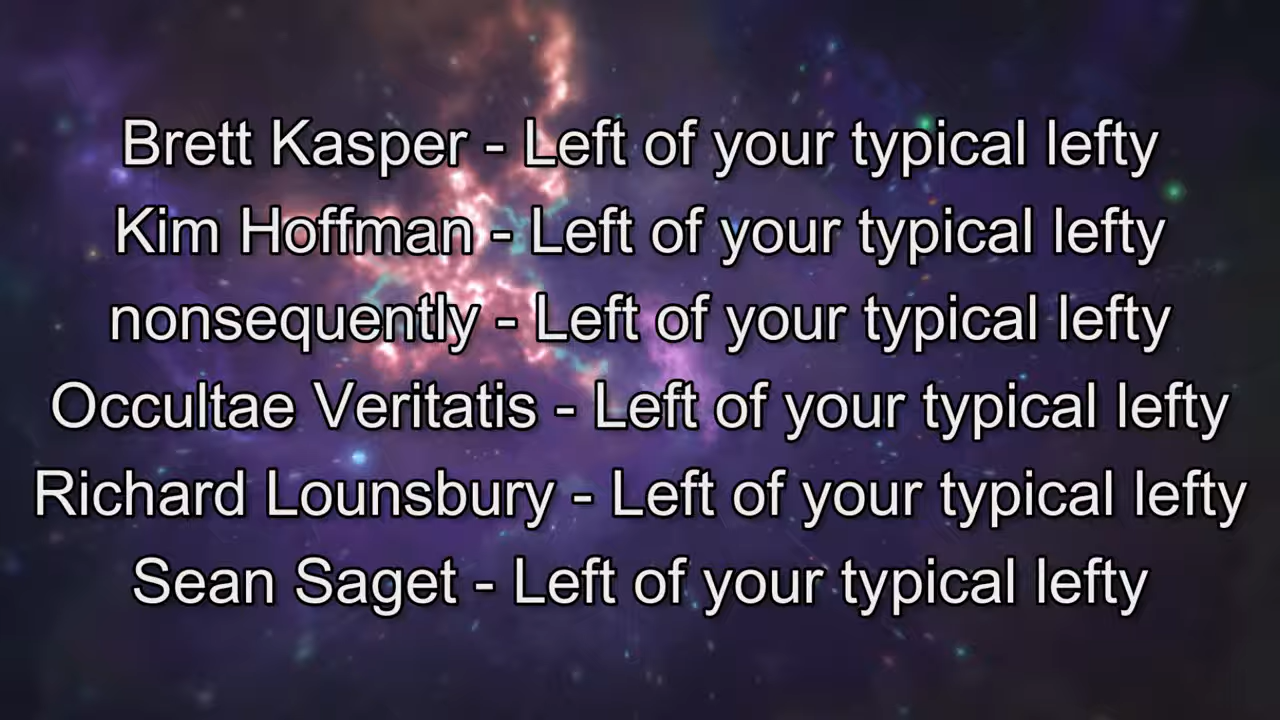 Brett Kasper - Left of your typical lefty
Kim Hoffman - Left of your typical lefty
nonsequently - Left of your typical lefty
Occultae Veritatis - Left of your typical lefty
Richard Lounsbury - Left of your typical lefty
Sean Saget - Left of your typical lefty